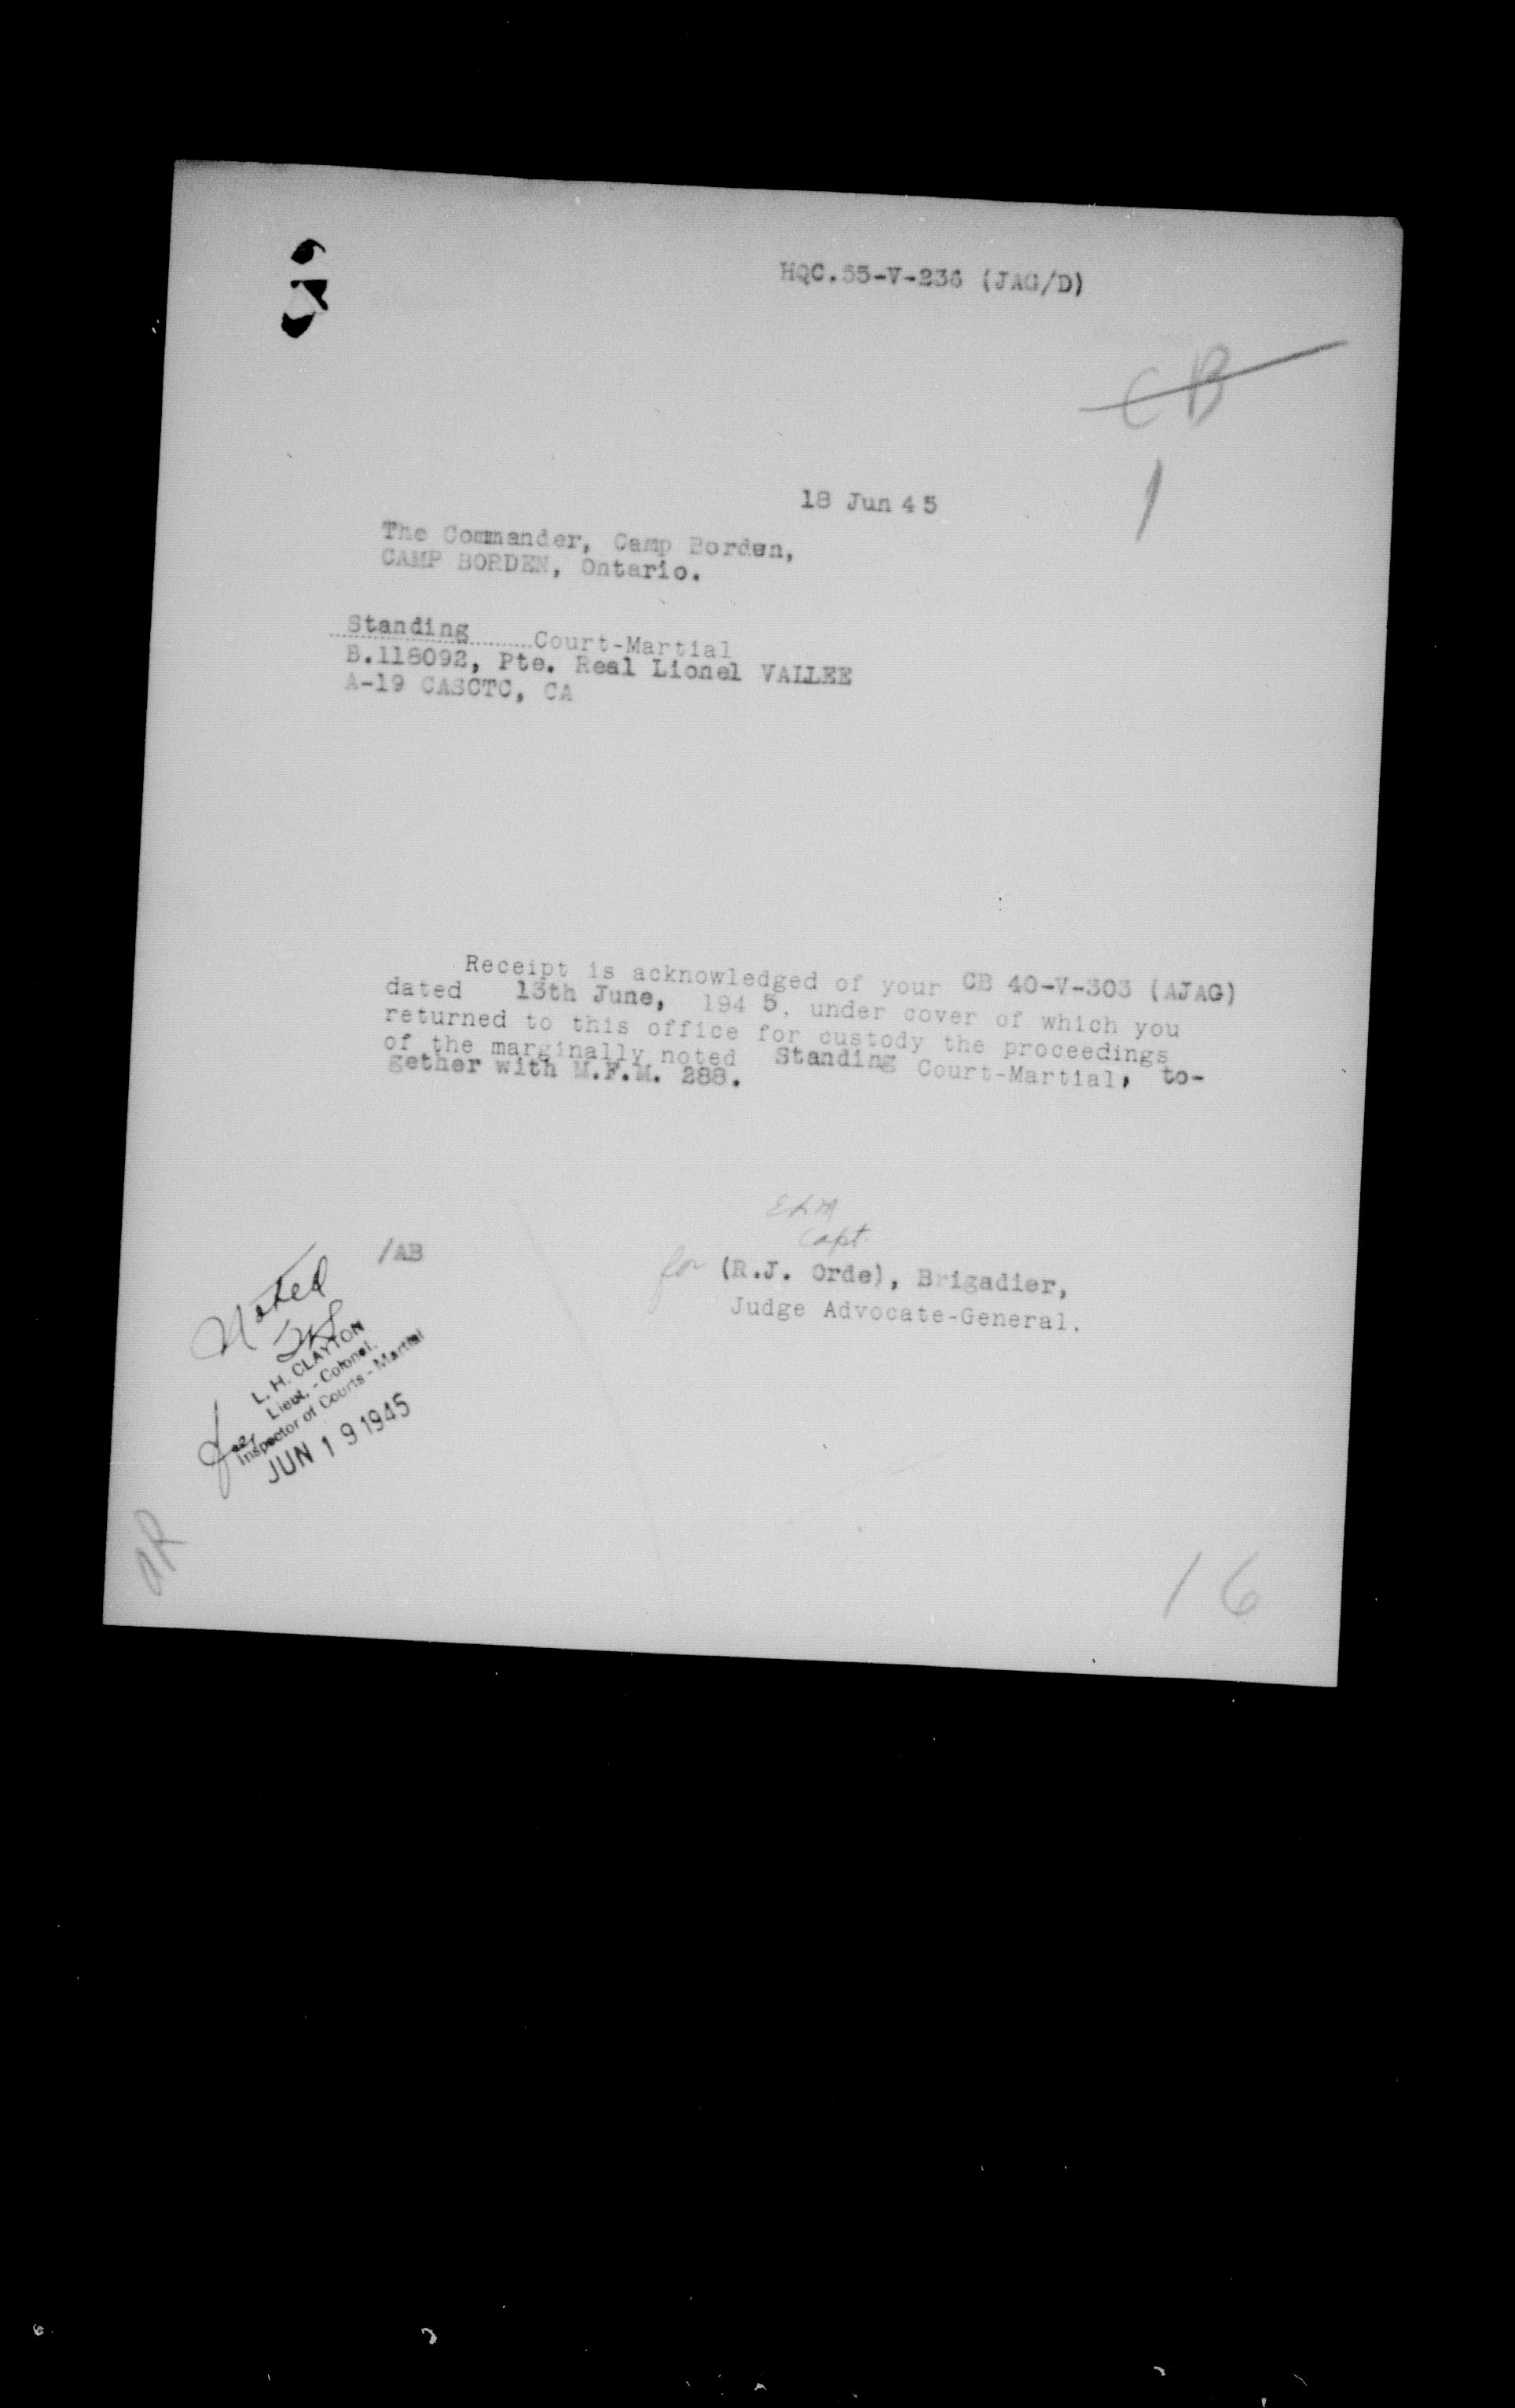 HQC.55-V-236 (JAG/D)
CB
1
18 Jun 45
The Commander, Camp Borden,
CAMP BORDEN, Ontario.
Standing Court-Martial
B.118092, Pte. Real Lionel VALLEE
A-19 CASCTC, CA
Receipt is acknowledged of your CB 40-V-303 (AJAG)
dated 13th June, 194 5, under cover of which you
returned to this office for custody the proceedings
of the marginally noted Standing Court-Martial, to-
gether with M.F.M. 288.
Capt.
for (R.J. Orde), Brigadier,
Judge Advocate-General.
/AB
Noted
L. H. CLAYTON
Lieut. - Colonel.
for Inspector of Courts - Martial
JUN 19 1945
16